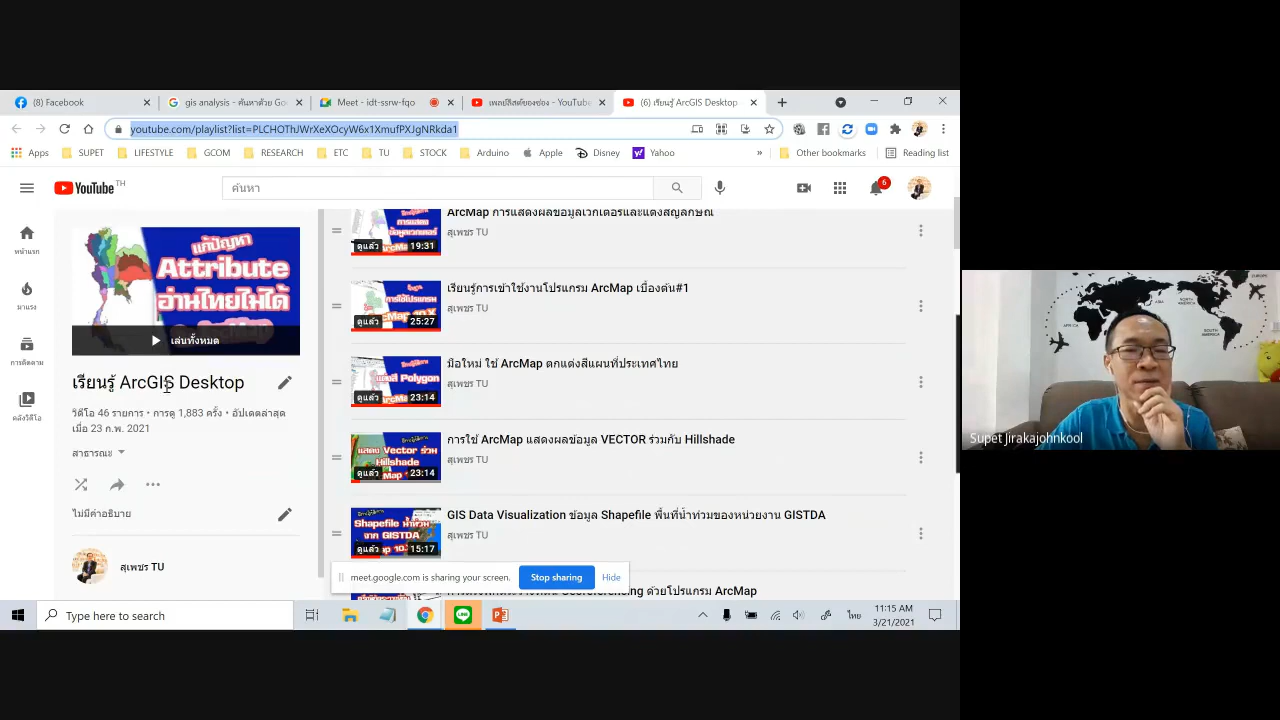 (8) Facebook
gis analysis - ค้นหาด้วย Go
Meet - idt-ssrw-fqo
เพลย์ลิสต์ของช่อง - YouTube
(6) เรียนรู้ ArcGIS Desktop
youtube.com/playlist?list=PLCHOThJWrXeXOcyW6x1XmufPXJgNRkda1
Apps
SUPET
LIFESTYLE
GCOM
RESEARCH
ETC
TU
STOCK
Arduino
Apple
Disney
Yahoo
»
Other bookmarks
Reading list
YouTube TH
ค้นหา
6
หน้าแรก
มาแรง
การติดตาม
คลังวิดีโอ
แก้ปัญหา
Attribute
อ่านไทยไม่ได้
เล่นทั้งหมด
เรียนรู้ ArcGIS Desktop
วิดีโอ 46 รายการ • การดู 1,883 ครั้ง • อัปเดตล่าสุด
เมื่อ 23 ก.พ. 2021
สาธารณะ
ไม่มีคำอธิบาย
สุเพชร TU
ArcMap การแสดงผลข้อมูลเวกเตอร์และแต่งสัญลักษณ์
สุเพชร TU
ดูแล้ว 19:31
เรียนรู้การเข้าใช้งานโปรแกรม ArcMap เบื้องต้น#1
สุเพชร TU
ดูแล้ว 25:27
มือใหม่ ใช้ ArcMap ตกแต่งสีแผนที่ประเทศไทย
สุเพชร TU
แต่งสี Polygon
ดูแล้ว 23:14
การใช้ ArcMap แสดงผลข้อมูล VECTOR ร่วมกับ Hillshade
สุเพชร TU
แสดง Vector ร่วม
Hillshade
ดูแล้ว 23:14
GIS Data Visualization ข้อมูล Shapefile พื้นที่น้ำท่วมของหน่วยงาน GISTDA
สุเพชร TU
Shapefile น้ำท่วม
จาก GISTDA
ดูแล้ว 15:17
meet.google.com is sharing your screen.
Stop sharing
Hide
ด้วยโปรแกรม ArcMap
Type here to search
ไทย
11:15 AM
3/21/2021
AFRICA
EUROPE
ASIA
NORTH
AMERICA
SOUTH
AMERICA
Supet Jirakajohnkool